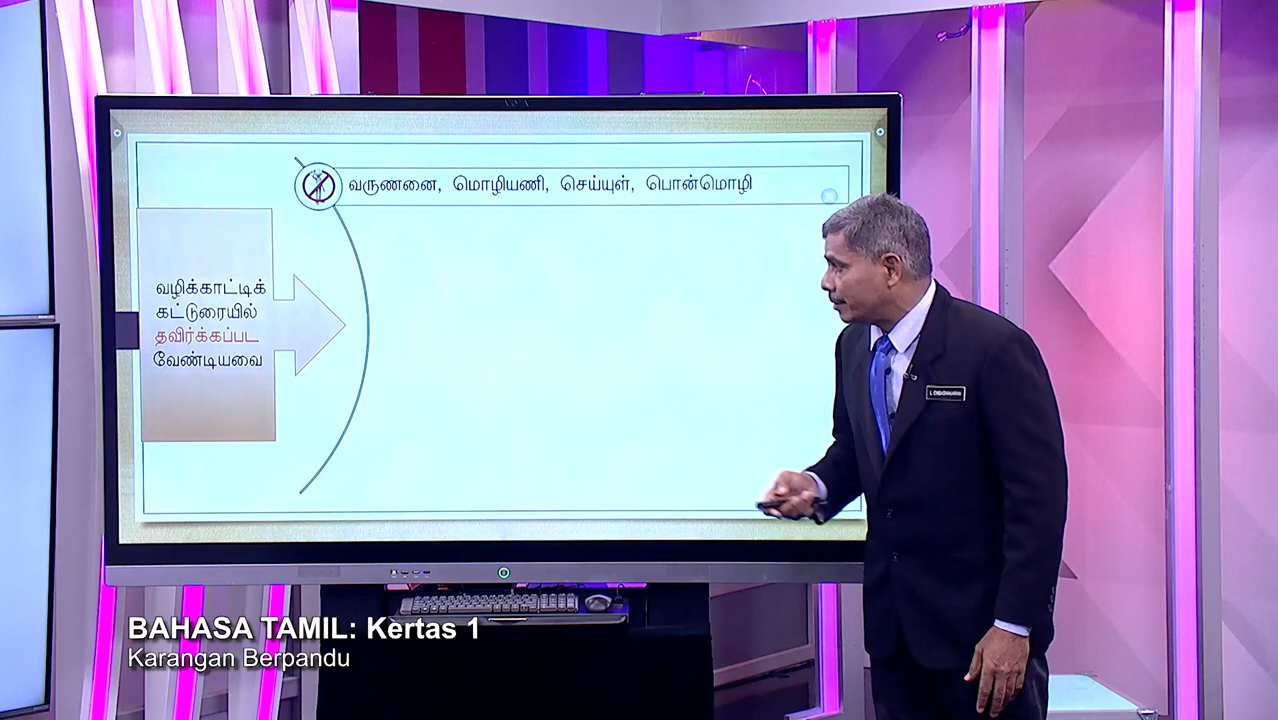 வருணனை, மொழியணி, செய்யுள், பொன்மொழி
வழிக்காட்டிக்
கட்டுரையில்
தவிர்க்கப்பட
வேண்டியவை
BAHASA TAMIL: Kertas 1
Karangan Berpandu